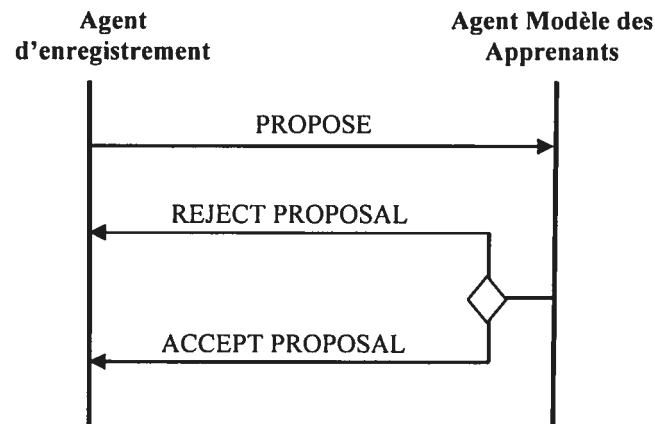 Agent
d'enregistrement
Agent Modèle des
Apprenants
PROPOSE
REJECT PROPOSAL
ACCEPT PROPOSAL